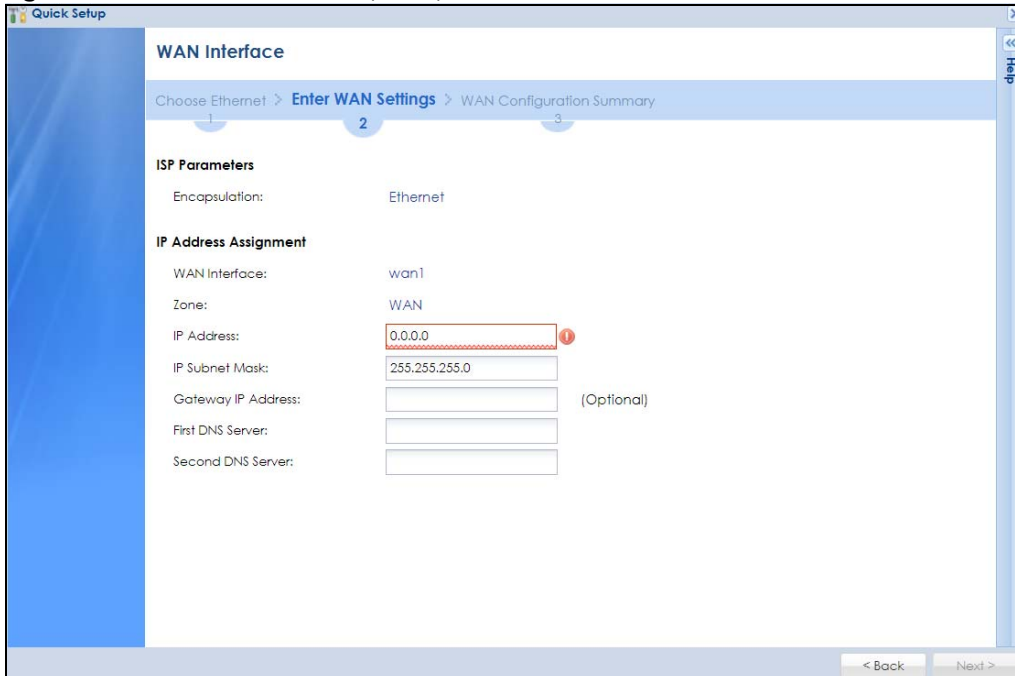 Quick Setup
Help
WAN Interface
Choose Ethernet > Enter WAN Settings > WAN Configuration Summary
1 2 3
ISP Parameters
Encapsulation: Ethernet
IP Address Assignment
WAN Interface: wan1
Zone: WAN
IP Address: 0.0.0.0
IP Subnet Mask: 255.255.255.0
Gateway IP Address: (Optional)
First DNS Server:
Second DNS Server:
< Back Next >